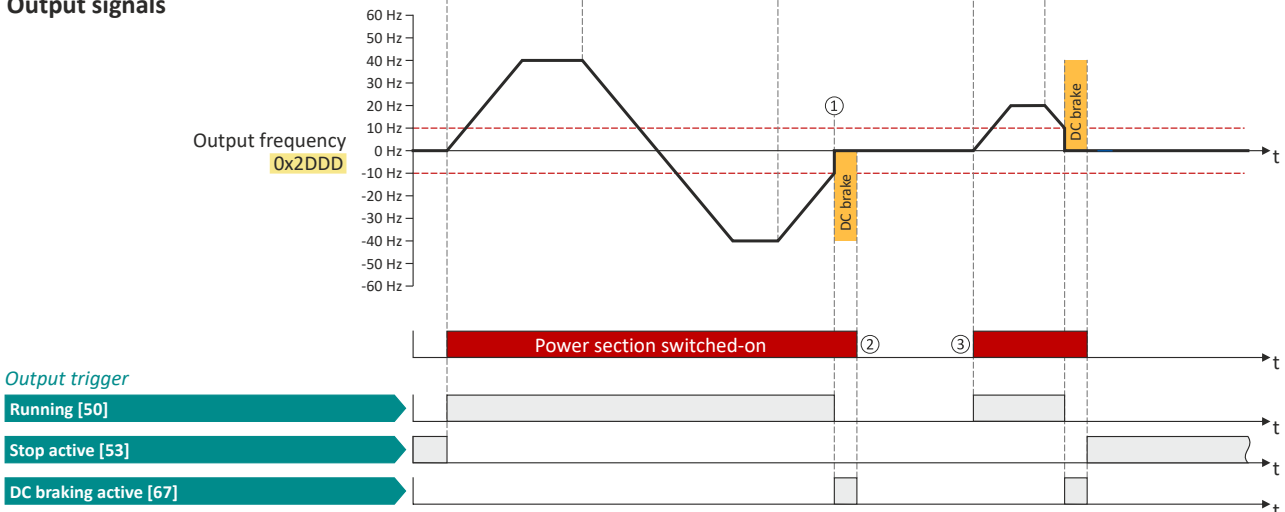 Output signals
60 Hz
50 Hz
40 Hz
30 Hz
20 Hz
10 Hz
0 Hz
-10 Hz
-20 Hz
-30 Hz
-40 Hz
-50 Hz
-60 Hz
Output frequency
0x2DDD
①
DC brake
DC brake
t
Power section switched-on
②
③
t
Output trigger
Running [50]
t
Stop active [53]
t
DC braking active [67]
t